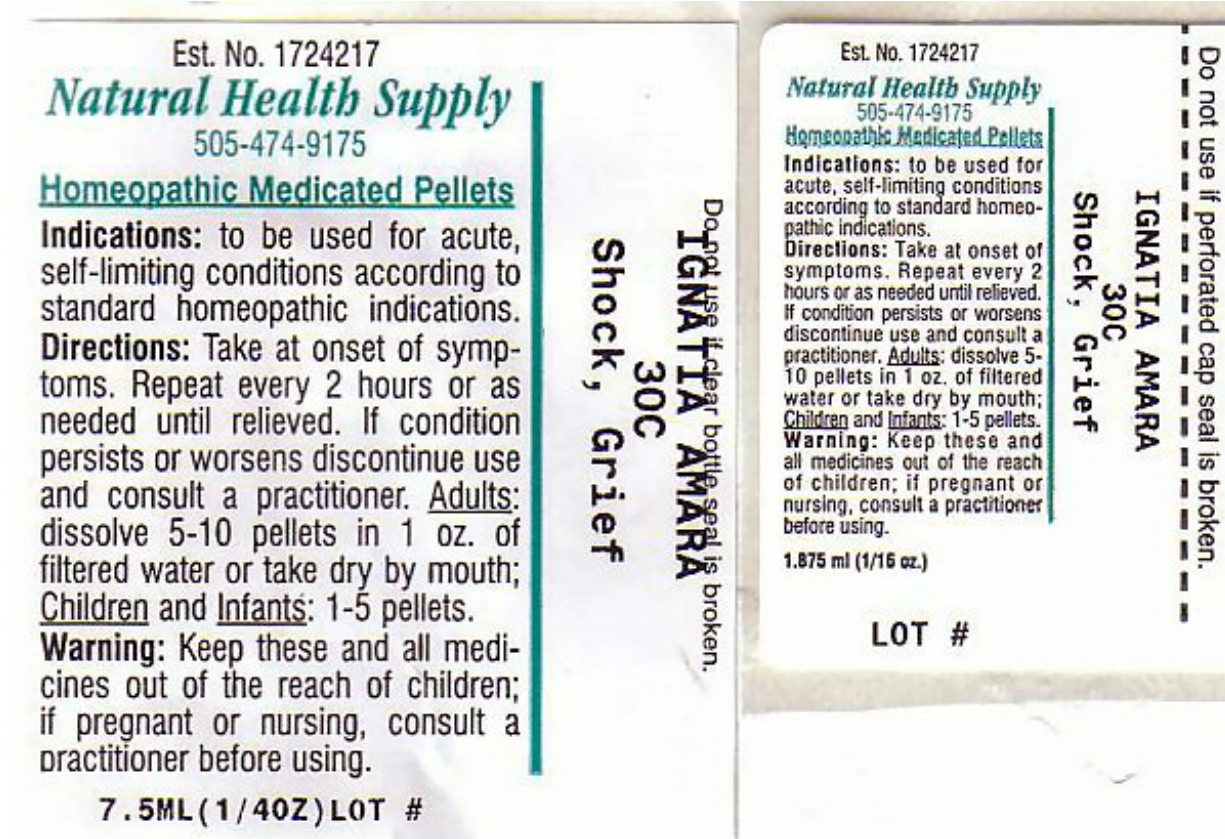 Est. No. 1724217
Natural Health Supply
505-474-9175
Homeopathic Medicated Pellets
Indications: to be used for acute,
self-limiting conditions according to
standard homeopathic indications.
Directions: Take at onset of symp-
toms. Repeat every 2 hours or as
needed until relieved. If condition
persists or worsens discontinue use
and consult a practitioner. Adults:
dissolve 5-10 pellets in 1 oz. of
filtered water or take dry by mouth;
Children and Infants: 1-5 pellets.
Warning: Keep these and all medi-
cines out of the reach of children;
if pregnant or nursing, consult a
practitioner before using.
7.5ML(1/4OZ)LOT #
Do not use if clear bottle seal is broken.
IGNATIA AMARA
30C
Shock, Grief
Est. No. 1724217
Natural Health Supply
505-474-9175
Homeopathic Medicated Pellets
Indications: to be used for
acute, self-limiting conditions
according to standard homeo-
pathic indications.
Directions: Take at onset of
symptoms. Repeat every 2
hours or as needed until relieved.
If condition persists or worsens
discontinue use and consult a
practitioner. Adults: dissolve 5-
10 pellets in 1 oz. of filtered
water or take dry by mouth;
Children and Infants: 1-5 pellets.
Warning: Keep these and
all medicines out of the reach
of children; if pregnant or
nursing, consult a practitioner
before using.
1.875 ml (1/16 oz.)
LOT #
IGNATIA AMARA
30C
Shock, Grief
Do not use if perforated cap seal is broken.